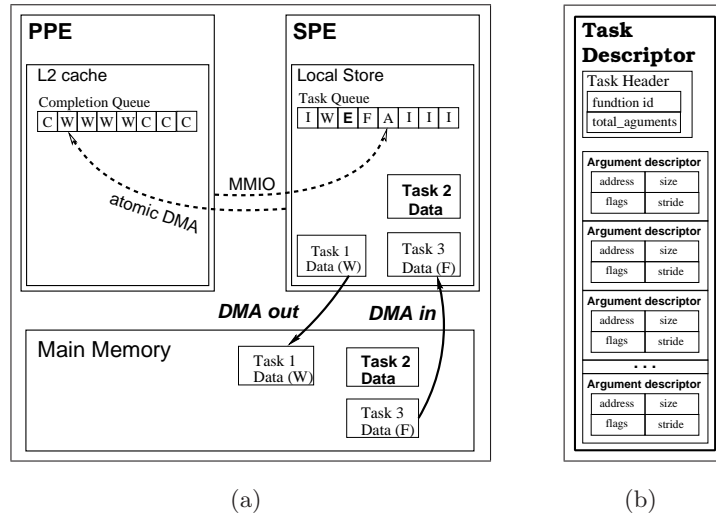 PPE
L2 cache
Completion Queue
C W W W W C C C
SPE
Local Store
Task Queue
I W E F A I I I
MMIO
atomic DMA
Task 2
Data
Task 1
Data (W)
Task 3
Data (F)
DMA out
DMA in
Main Memory
Task 1
Data (W)
Task 2
Data
Task 3
Data (F)
(a)
Task
Descriptor
Task Header
fundtion id
total_aguments
Argument descriptor
address size
flags stride
Argument descriptor
address size
flags stride
Argument descriptor
address size
flags stride
...
Argument descriptor
address size
flags stride
(b)